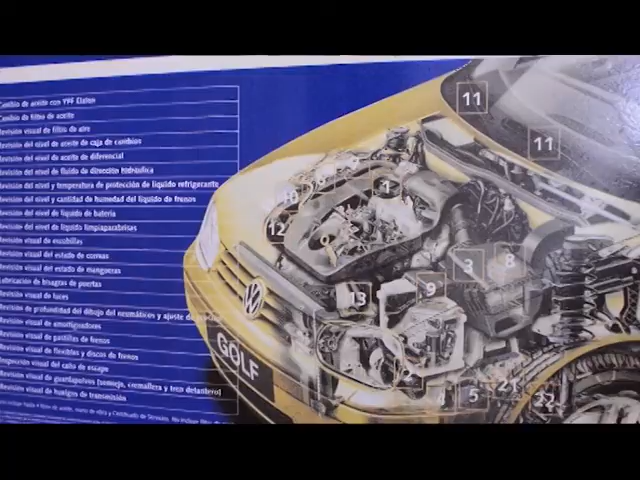 Cambio de aceite con YPF Elaion
Cambio de filtro de aceite
Revisión visual de filtro de aire
Revisión del nivel de aceite de caja de cambios
Revisión del nivel de aceite de diferencial
Revisión del nivel de fluido de dirección hidráulica
Revisión del nivel y temperatura de protección de líquido refrigerante
Revisión del nivel y cantidad de humedad del líquido de frenos
Revisión del nivel de líquido de batería
Revisión del nivel de líquido limpiaparabrisas
Revisión visual de escobillas
Revisión visual del estado de correas
Revisión visual del estado de mangueras
Lubricación de bisagras de puertas
Revisión visual de luces
Revisión de profundidad del dibujo del neumáticos y ajuste de
Revisión visual de amortiguadores
Revisión visual de pastillas de frenos
Revisión visual de flexibles y discos de frenos
Inspección visual del caño de escape
Revisión visual de guardapolvos (semieje, cremallera y tren delantero)
Revisión visual de homocinética de transmisión
11
11
1
10
12
3
8
9
13
4
5
21
22
GOLF